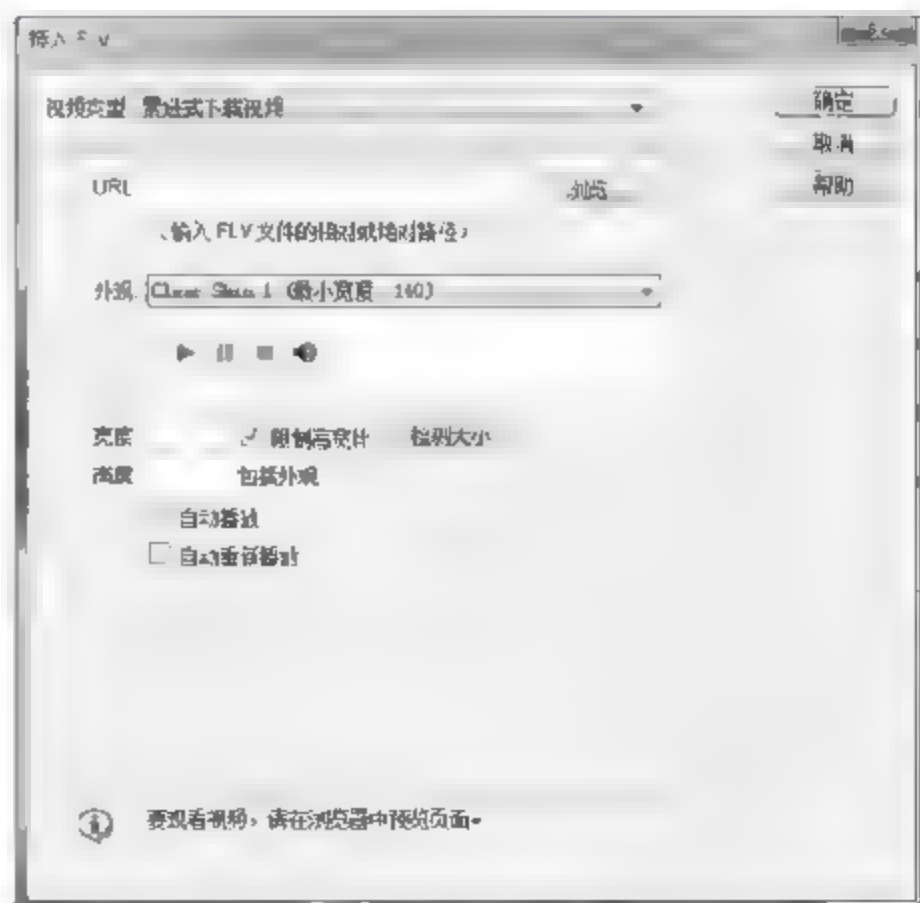 插入 FLV
视频类型 累进式下载视频
确定
取消
帮助
URL
浏览
(输入 FLV 文件的相对或绝对路径)
外观: Clear Skin 1 (最小宽度: 140)
宽度
限制高宽比
检测大小
高度
包括外观
自动播放
自动重新播放
要观看视频，请在浏览器中预览页面。